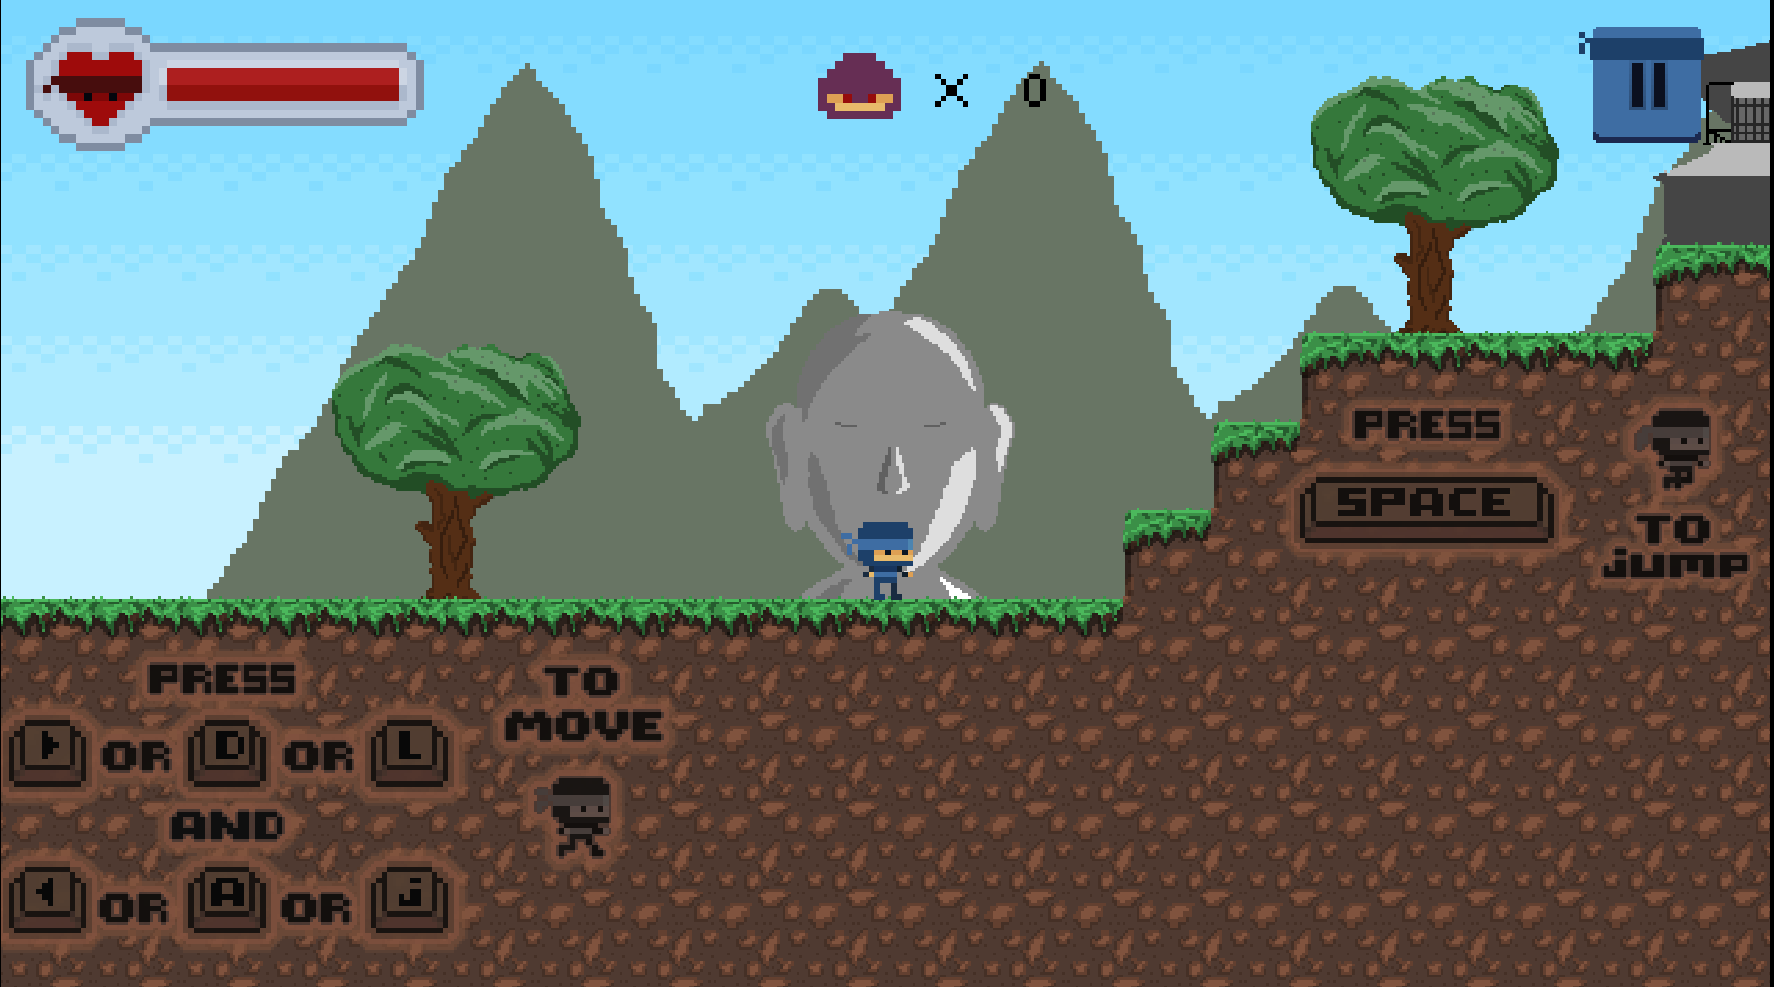 × 0
PRESS
SPACE
TO
JUMP
PRESS
OR D OR L
AND
OR A OR J
TO
MOVE